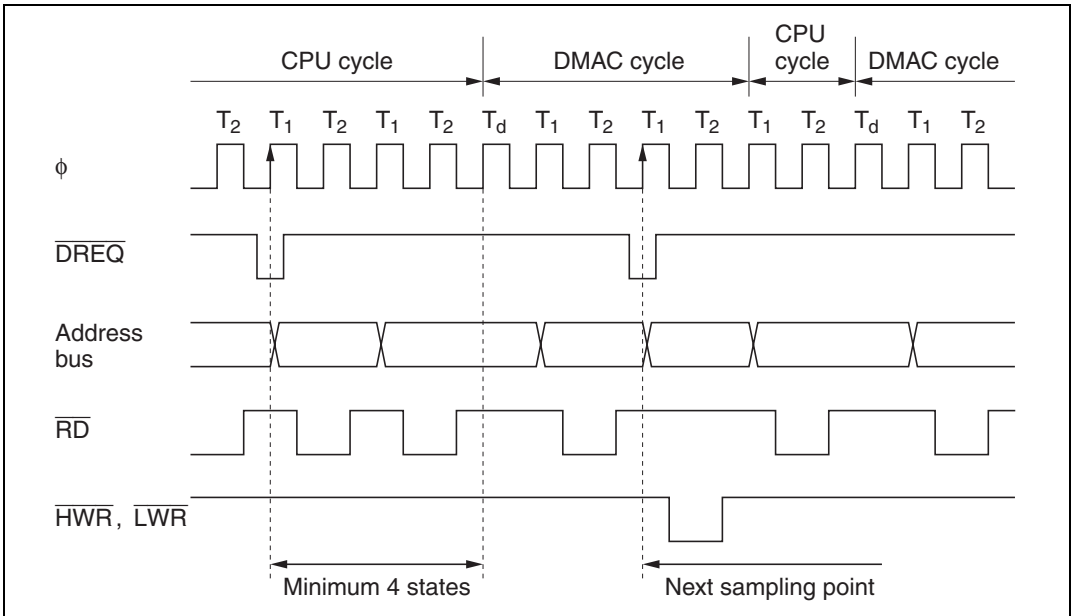 CPU cycle DMAC cycle CPU cycle DMAC cycle
T2 T1 T2 T1 T2 Td T1 T2 T1 T2 T1 T2 Td T1 T2
φ
DREQ
Address
bus
RD
HWR, LWR
Minimum 4 states Next sampling point